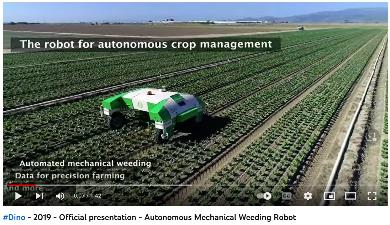 The robot for autonomous crop management
Automated mechanical weeding
Data for precision farming
nd more
#Dino - 2019 - Official presentation - Autonomous Mechanical Weeding Robot